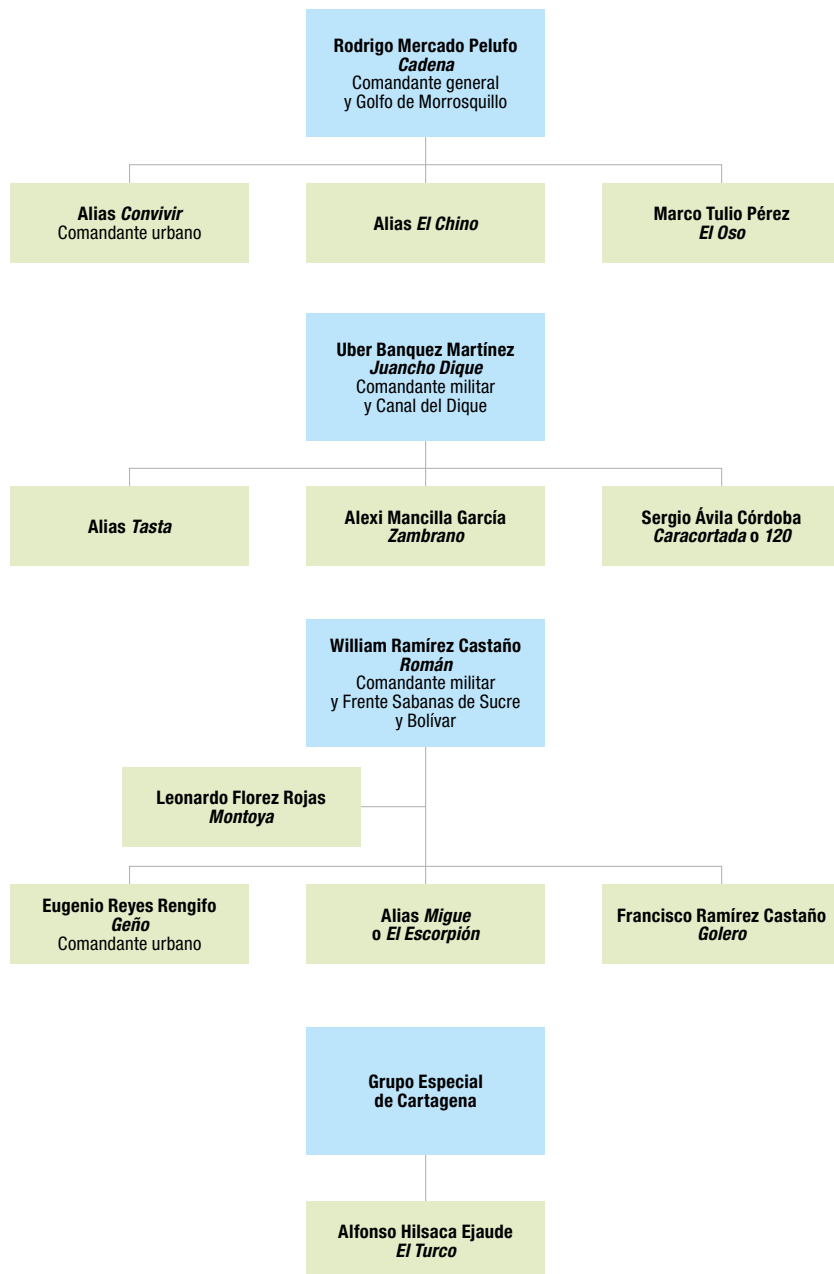 Rodrigo Mercado Pelufo
Cadena
Comandante general
y Golfo de Morrosquillo
Alias Convivir
Comandante urbano
Alias El Chino
Marco Tulio Pérez
El Oso
Uber Banquez Martínez
Juancho Dique
Comandante militar
y Canal del Dique
Alias Tasta
Alexi Mancilla García
Zambrano
Sergio Ávila Córdoba
Caracortada o 120
William Ramírez Castaño
Román
Comandante militar
y Frente Sabanas de Sucre
y Bolívar
Leonardo Florez Rojas
Montoya
Eugenio Reyes Rengifo
Geño
Comandante urbano
Alias Migue
o El Escorpión
Francisco Ramírez Castaño
Golero
Grupo Especial
de Cartagena
Alfonso Hilsaca Ejaude
El Turco